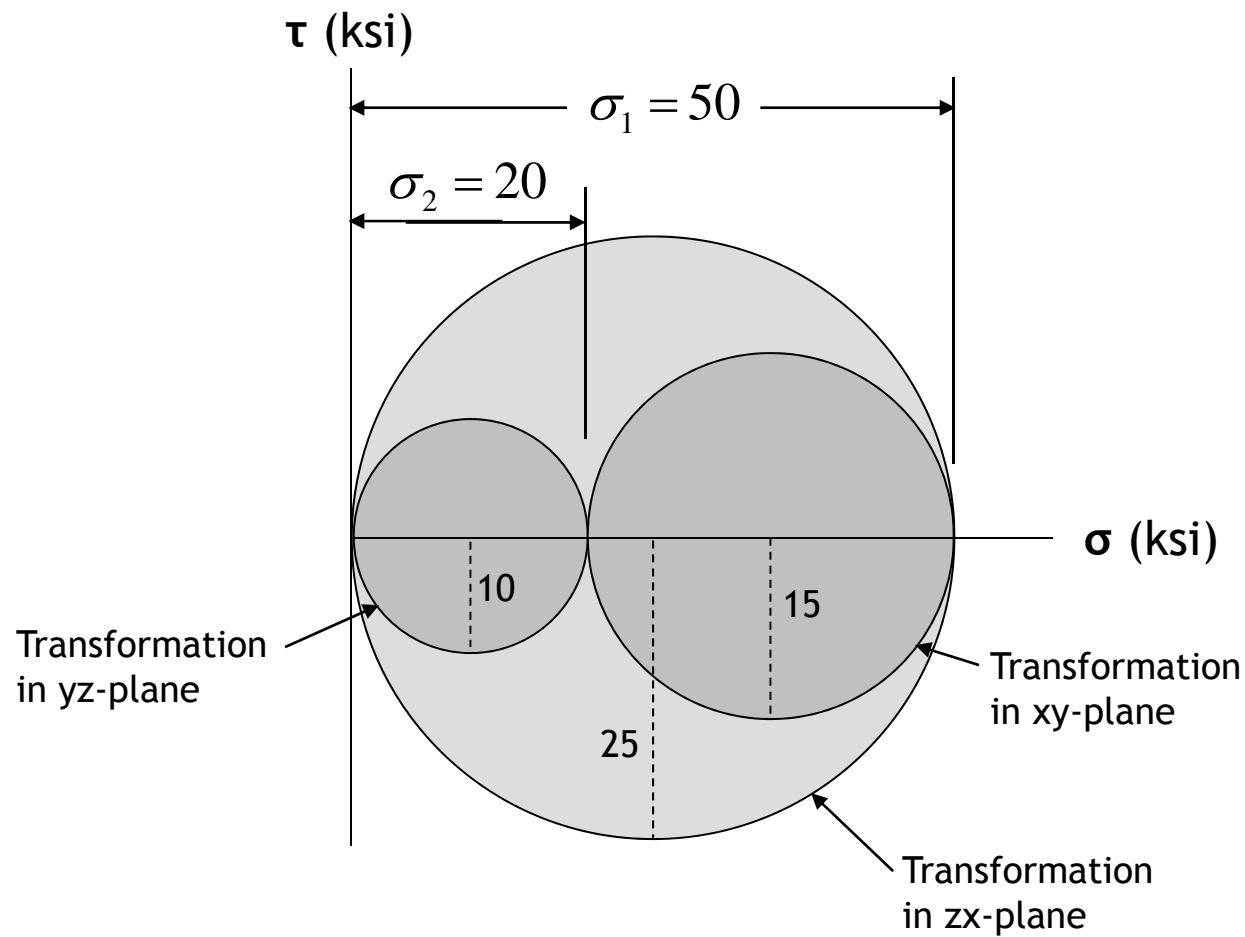 τ (ksi)
σ₁ = 50
σ₂ = 20
σ (ksi)
10
15
Transformation
in yz-plane
Transformation
in xy-plane
25
Transformation
in zx-plane